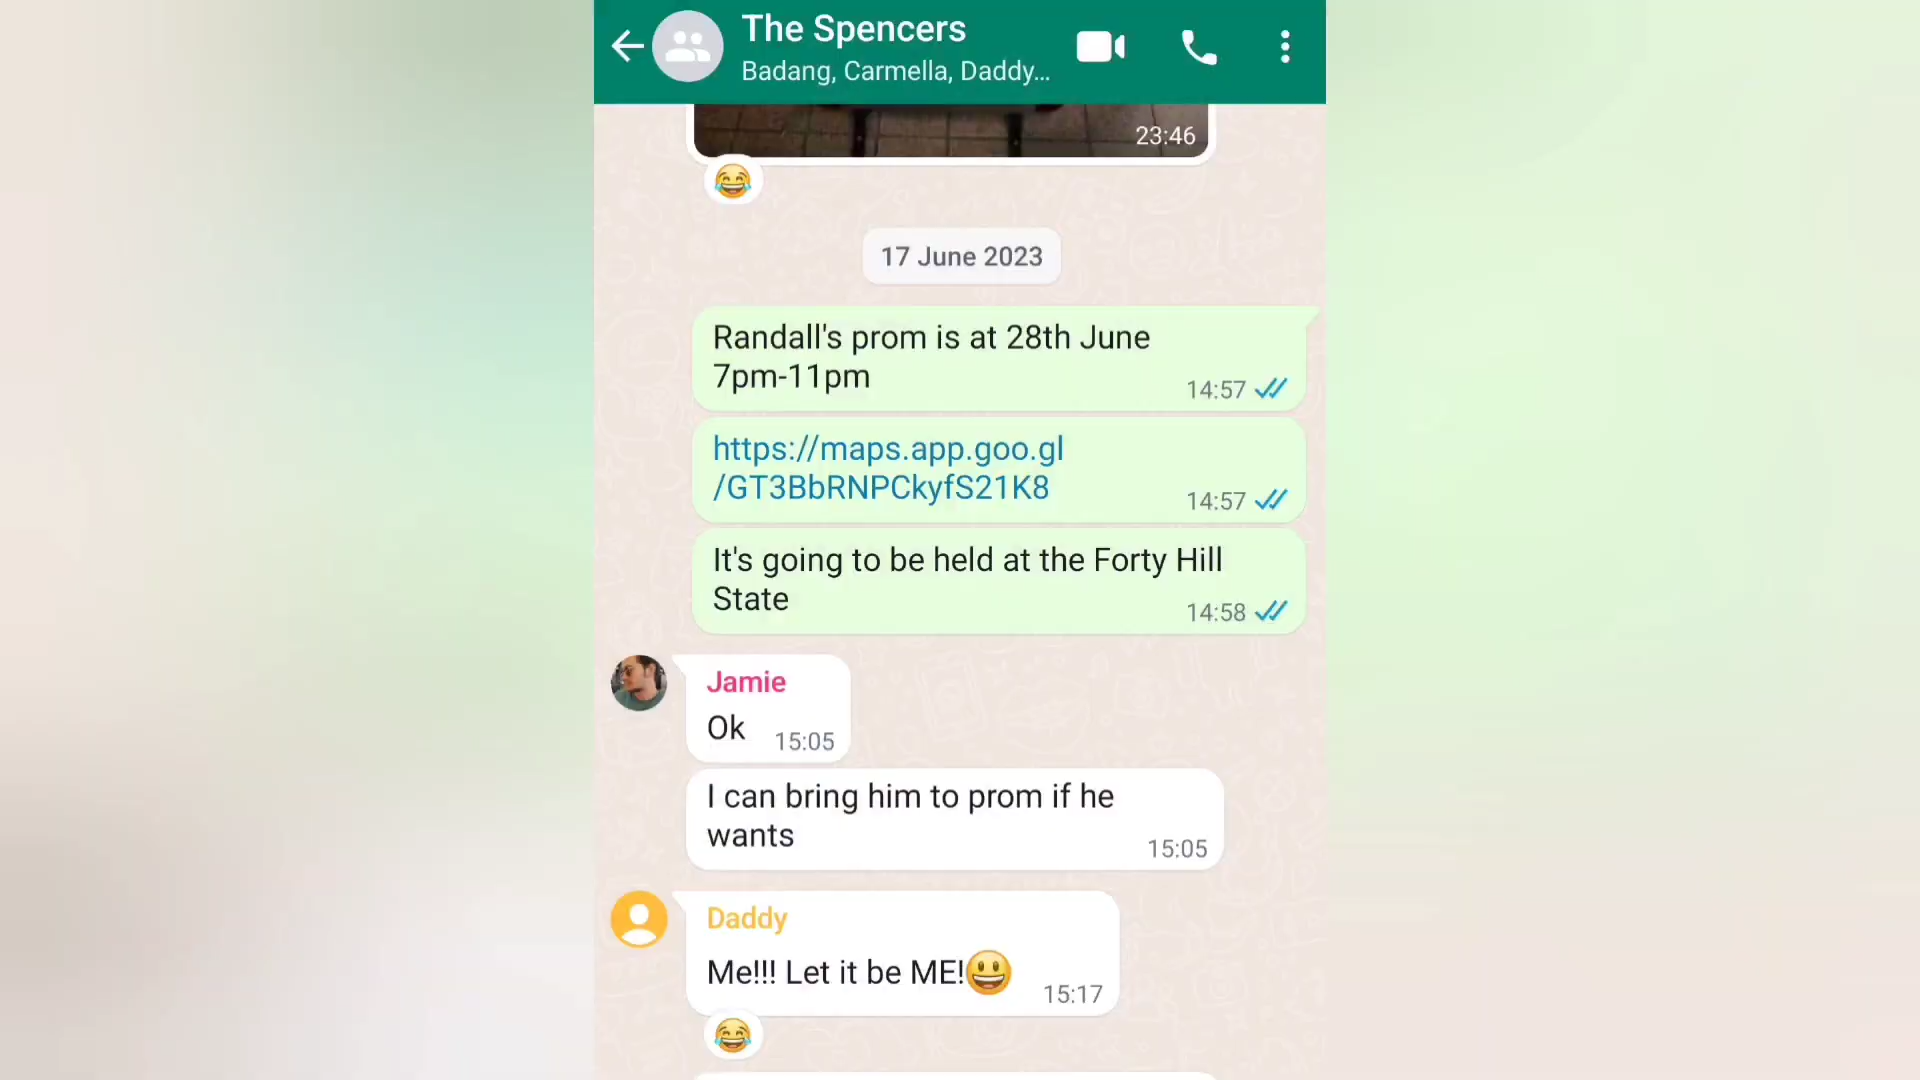 The Spencers
Badang, Carmella, Daddy...
23:46
17 June 2023
Randall's prom is at 28th June
7pm-11pm
14:57
https://maps.app.goo.gl
/GT3BbRNPCkyfS21K8
14:57
It's going to be held at the Forty Hill
State
14:58
Jamie
Ok
15:05
I can bring him to prom if he
wants
15:05
Daddy
Me!!! Let it be ME!😃
15:17